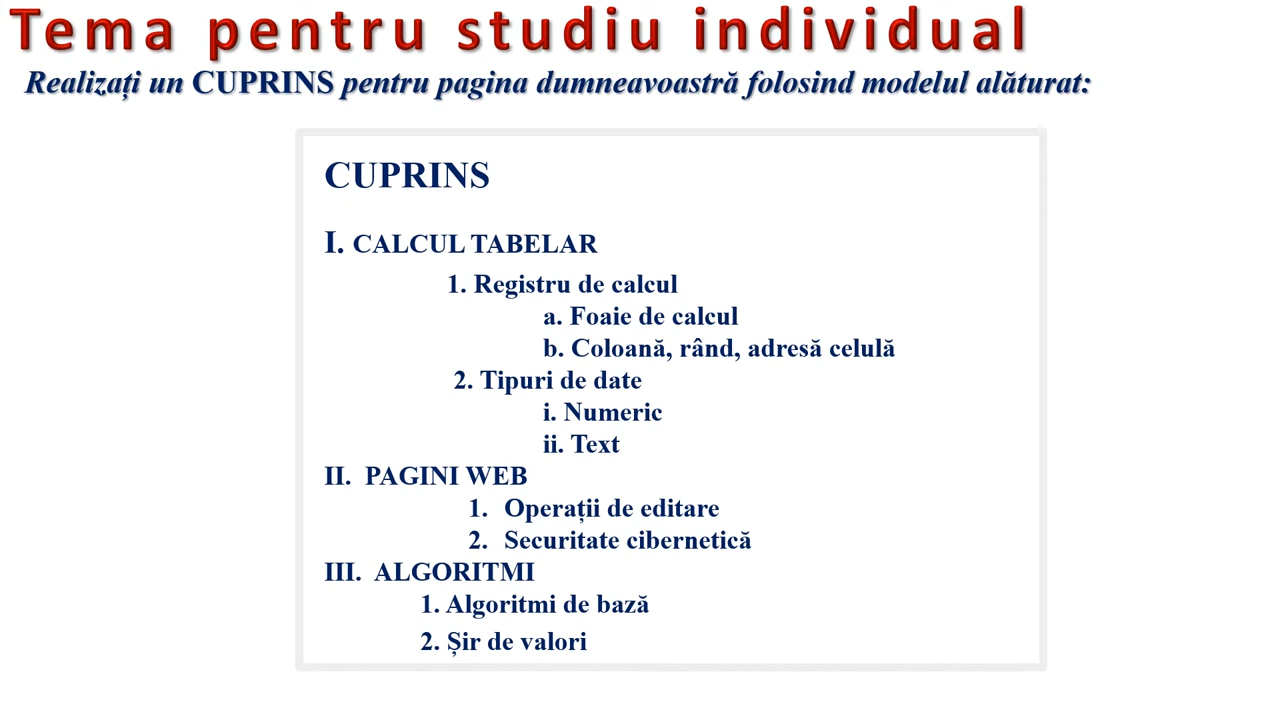 Tema pentru studiu individual
Realizați un CUPRINS pentru pagina dumneavoastră folosind modelul alăturat:
CUPRINS
I. CALCUL TABELAR
1. Registru de calcul
a. Foaie de calcul
b. Coloană, rând, adresă celulă
2. Tipuri de date
i. Numeric
ii. Text
II. PAGINI WEB
1. Operații de editare
2. Securitate cibernetică
III. ALGORITMI
1. Algoritmi de bază
2. Șir de valori